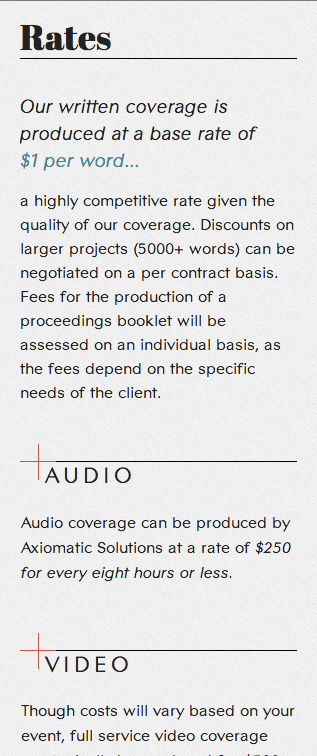 Rates
Our written coverage is
produced at a base rate of
$1 per word...
a highly competitive rate given the
quality of our coverage. Discounts on
larger projects (5000+ words) can be
negotiated on a per contract basis.
Fees for the production of a
proceedings booklet will be
assessed on an individual basis, as
the fees depend on the specific
needs of the client.
AUDIO
Audio coverage can be produced by
Axiomatic Solutions at a rate of $250
for every eight hours or less.
VIDEO
Though costs will vary based on your
event, full service video coverage